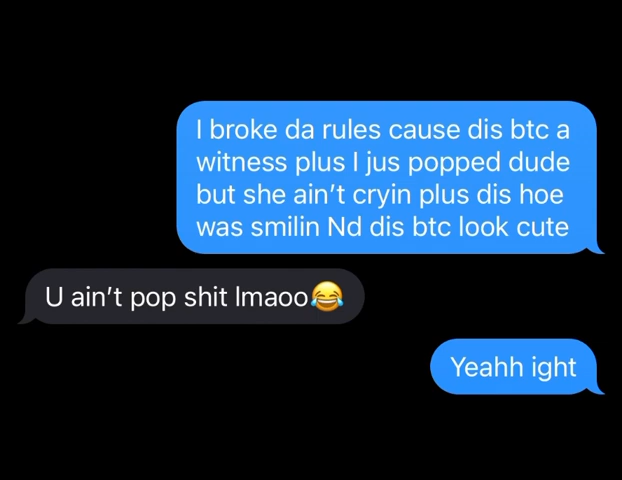 I broke da rules cause dis btc a
witness plus I jus popped dude
but she ain’t cryin plus dis hoe
was smilin Nd dis btc look cute
U ain’t pop shit lmaoo😂
Yeahh ight